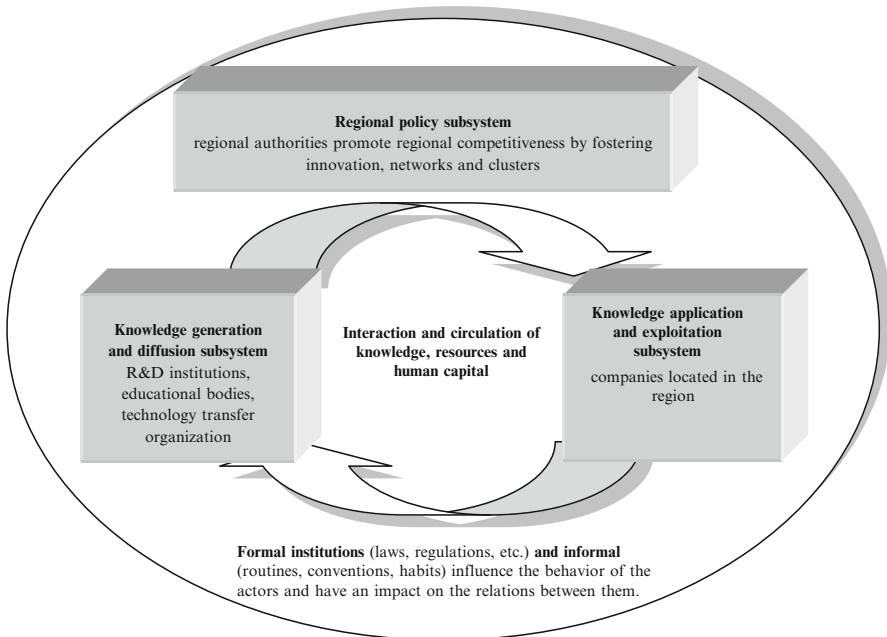 Regional policy subsystem
regional authorities promote regional competitiveness by fostering
innovation, networks and clusters
Knowledge generation
and diffusion subsystem
R&D institutions,
educational bodies,
technology transfer
organization
Interaction and circulation of
knowledge, resources and
human capital
Knowledge application
and exploitation
subsystem
companies located in the
region
Formal institutions (laws, regulations, etc.) and informal
(routines, conventions, habits) influence the behavior of the
actors and have an impact on the relations between them.